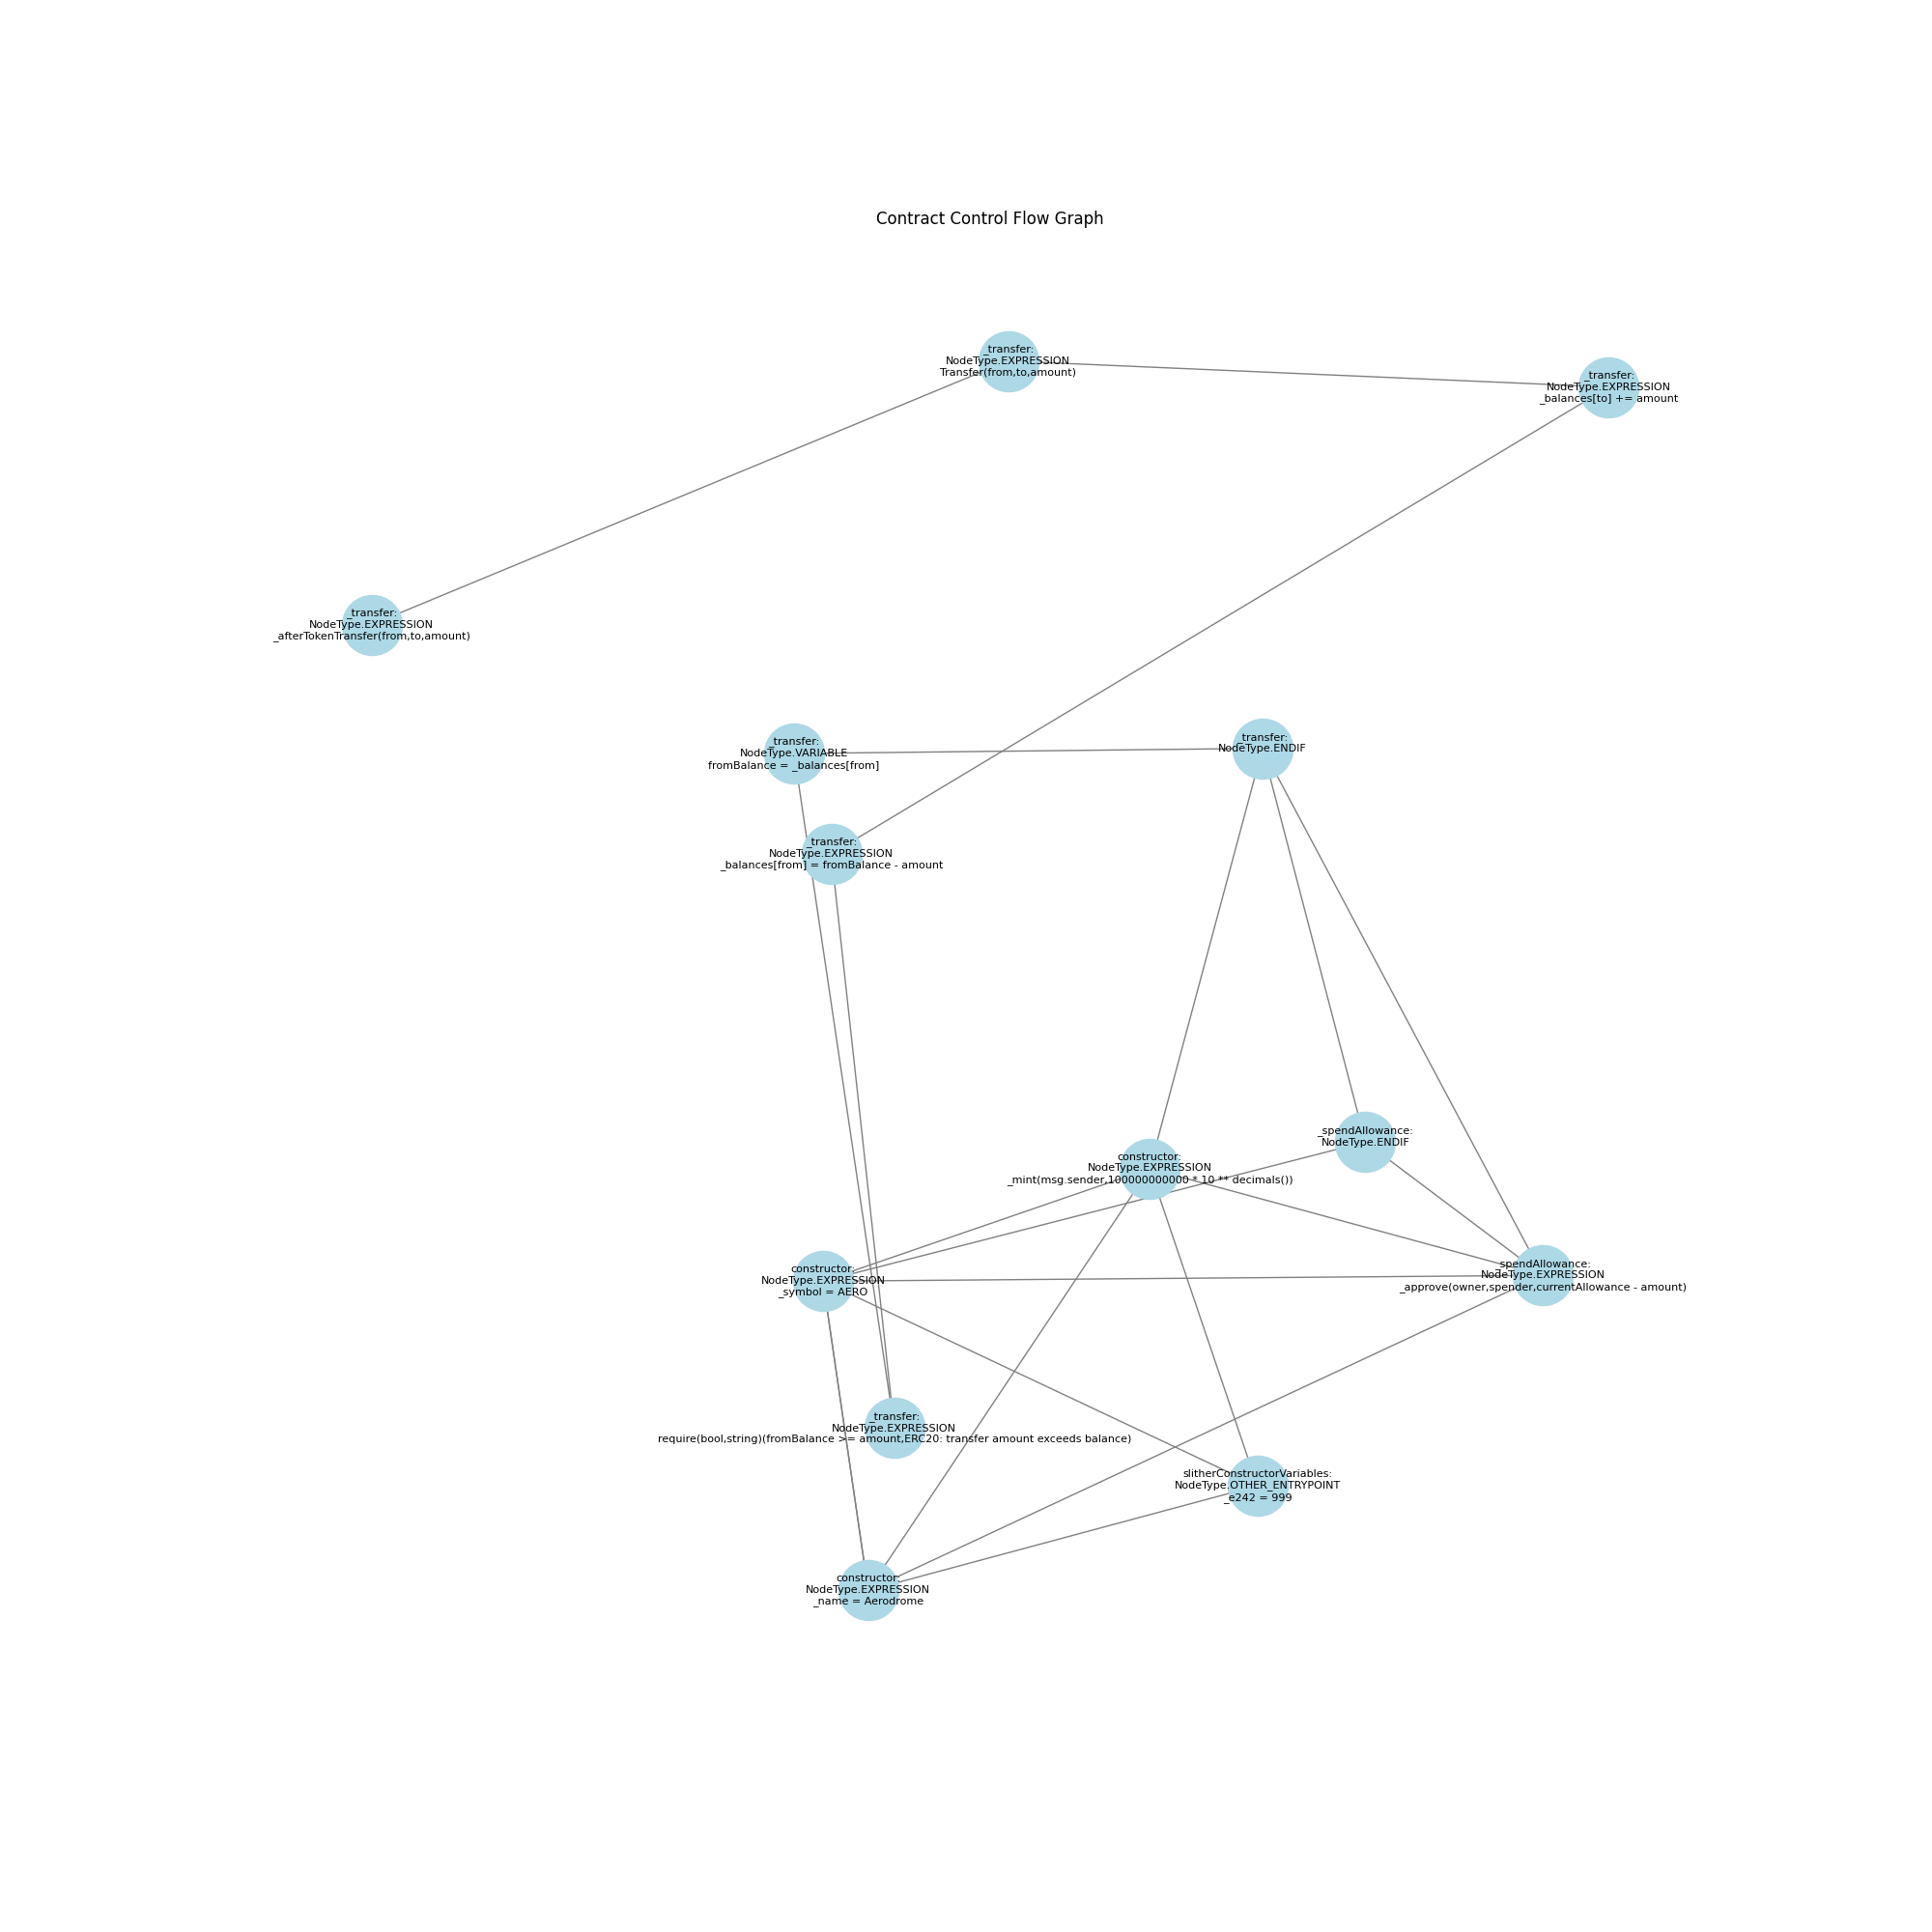 Contract Control Flow Graph
_transfer:
NodeType.EXPRESSION
Transfer(from,to,amount)
_transfer:
NodeType.EXPRESSION
_balances[to] += amount
_transfer:
NodeType.EXPRESSION
_afterTokenTransfer(from,to,amount)
_transfer:
NodeType.VARIABLE
fromBalance = _balances[from]
_transfer:
NodeType.ENDIF
_transfer:
NodeType.EXPRESSION
_balances[from] = fromBalance - amount
_spendAllowance:
NodeType.ENDIF
constructor:
NodeType.EXPRESSION
_mint(msg.sender,100000000000 * 10 ** decimals())
constructor:
NodeType.EXPRESSION
_symbol = AERO
_spendAllowance:
NodeType.EXPRESSION
_approve(owner,spender,currentAllowance - amount)
_transfer:
NodeType.EXPRESSION
require(bool,string)(fromBalance >= amount,ERC20: transfer amount exceeds balance)
slitherConstructorVariables:
NodeType.OTHER_ENTRYPOINT
_e242 = 999
constructor:
NodeType.EXPRESSION
_name = Aerodrome